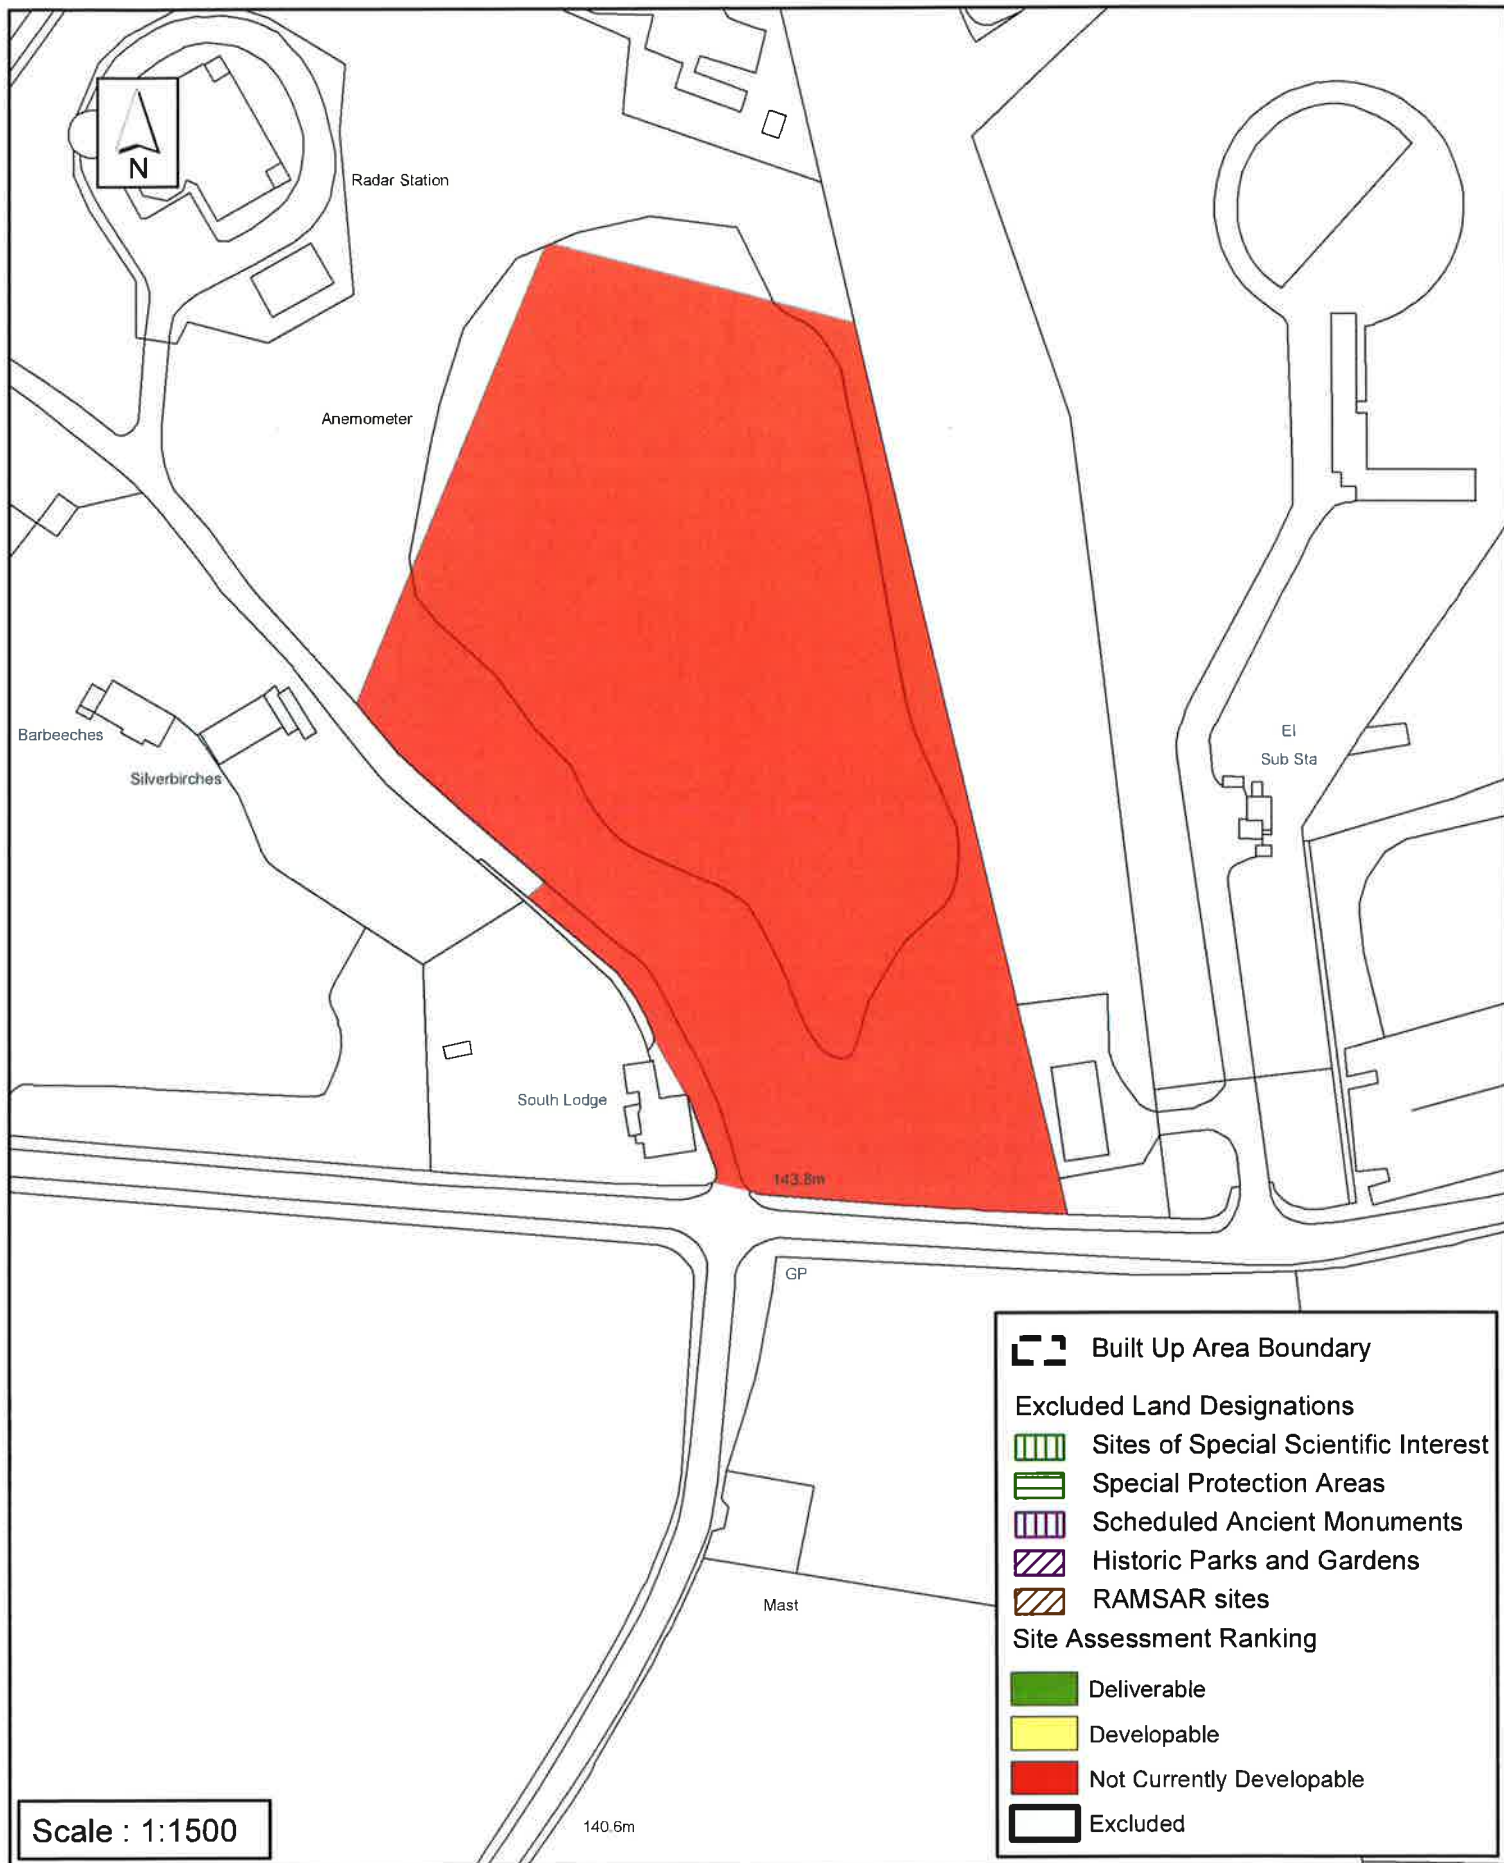 N
Radar Station
Anemometer
Barbeeches
Silverbirches
El
Sub Sta
South Lodge
143.8m
GP
Mast
140.6m
Built Up Area Boundary
Excluded Land Designations
Sites of Special Scientific Interest
Special Protection Areas
Scheduled Ancient Monuments
Historic Parks and Gardens
RAMSAR sites
Site Assessment Ranking
Deliverable
Developable
Not Currently Developable
Excluded
Scale : 1:1500